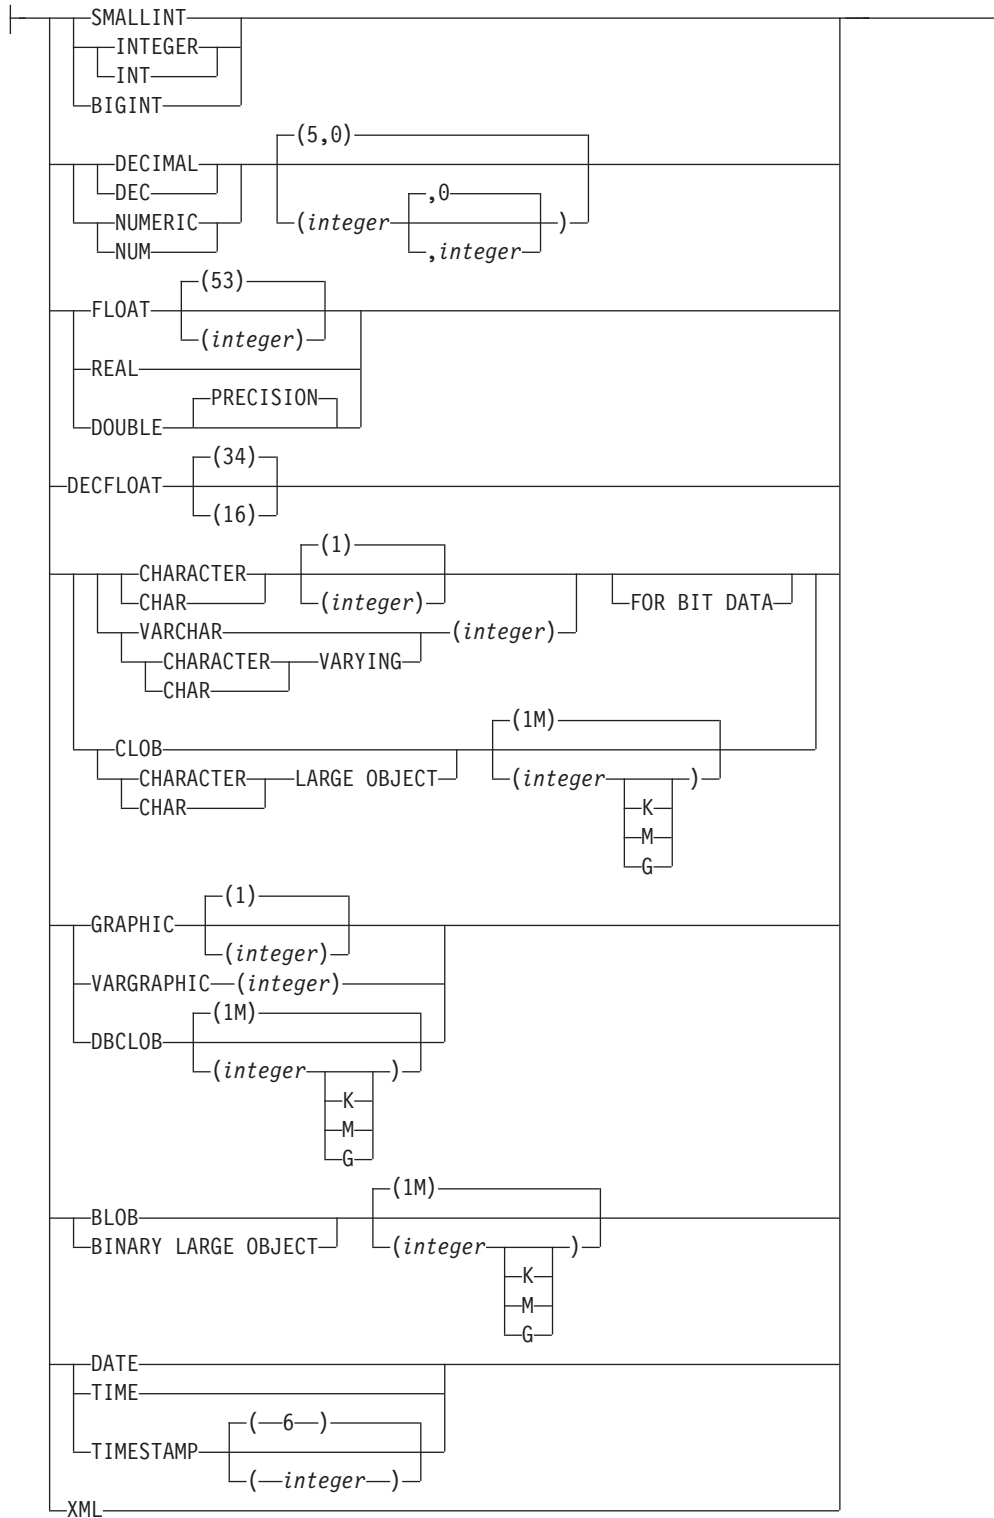 SMALLINT
INTEGER
INT
BIGINT
(5,0)
DECIMAL
DEC ,0
NUMERIC (integer )
NUM ,integer
(53)
FLOAT
(integer)
REAL
PRECISION
DOUBLE
(34)
DECFLOAT
(16)
(1)
CHARACTER
CHAR (integer) FOR BIT DATA
VARCHAR (integer)
CHARACTER VARYING
CHAR
(1M)
CLOB
CHARACTER LARGE OBJECT (integer )
CHAR K
M
G
(1)
GRAPHIC
(integer)
VARGRAPHIC (integer)
(1M)
DBCLOB
(integer )
K
M
G
(1M)
BLOB
BINARY LARGE OBJECT (integer )
K
M
G
DATE
TIME
( 6 )
TIMESTAMP
( integer )
XML